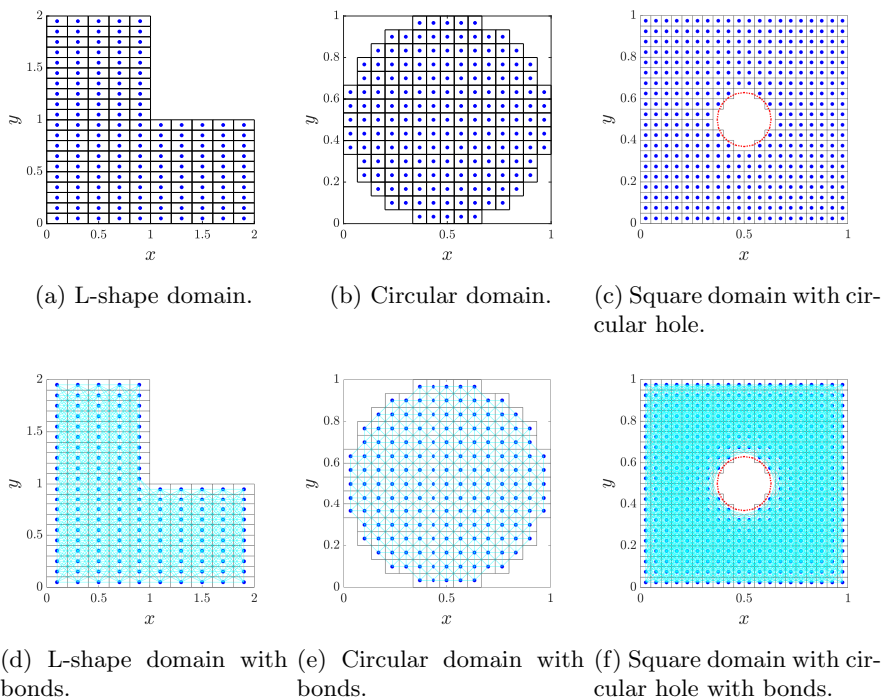 2
1.5
1
0.5
0
0 0.5 1 1.5 2
x
y
(a) L-shape domain.
1
0.8
0.6
0.4
0.2
0
0 0.5 1
x
y
(b) Circular domain.
1
0.8
0.6
0.4
0.2
0
0 0.5 1
x
y
(c) Square domain with cir-
cular hole.
2
1.5
1
0.5
0
0 0.5 1 1.5 2
x
y
(d) L-shape domain with
bonds.
1
0.8
0.6
0.4
0.2
0
0 0.5 1
x
y
(e) Circular domain with
bonds.
1
0.8
0.6
0.4
0.2
0
0 0.5 1
x
y
(f) Square domain with cir-
cular hole with bonds.